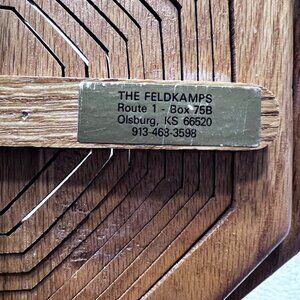 THE FELDKAMPS
Route 1 - Box 75B
Olsburg, KS 66520
913-468-3598